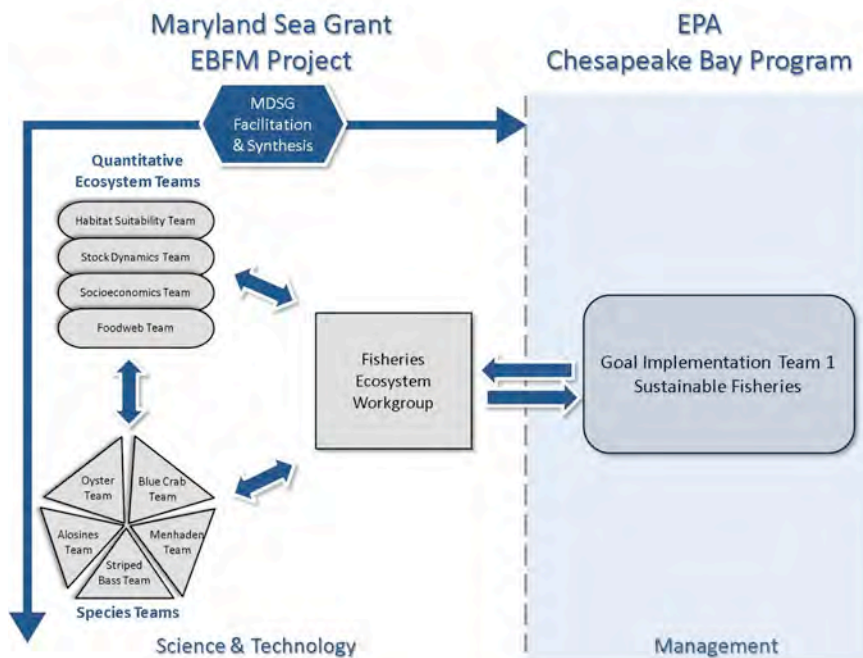 Maryland Sea Grant
EBFM Project
EPA
Chesapeake Bay Program
MDSG
Facilitation
& Synthesis
Quantitative
Ecosystem Teams
Habitat Suitability Team
Stock Dynamics Team
Socioeconomics Team
Foodweb Team
Fisheries
Ecosystem
Workgroup
Goal Implementation Team 1
Sustainable Fisheries
Oyster
Team
Blue Crab
Team
Alosines
Team
Menhaden
Team
Striped
Bass Team
Species Teams
Science & Technology
Management